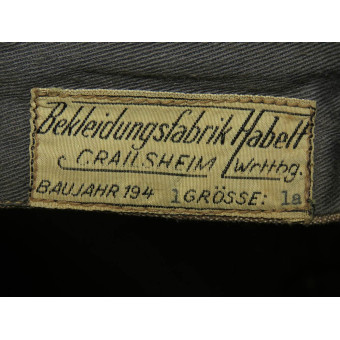 Bekleidungsfabrik Habelt
CRAILSHEIM Wrttbg.
BAUJAHR 194 1 GRÖSSE: 1a